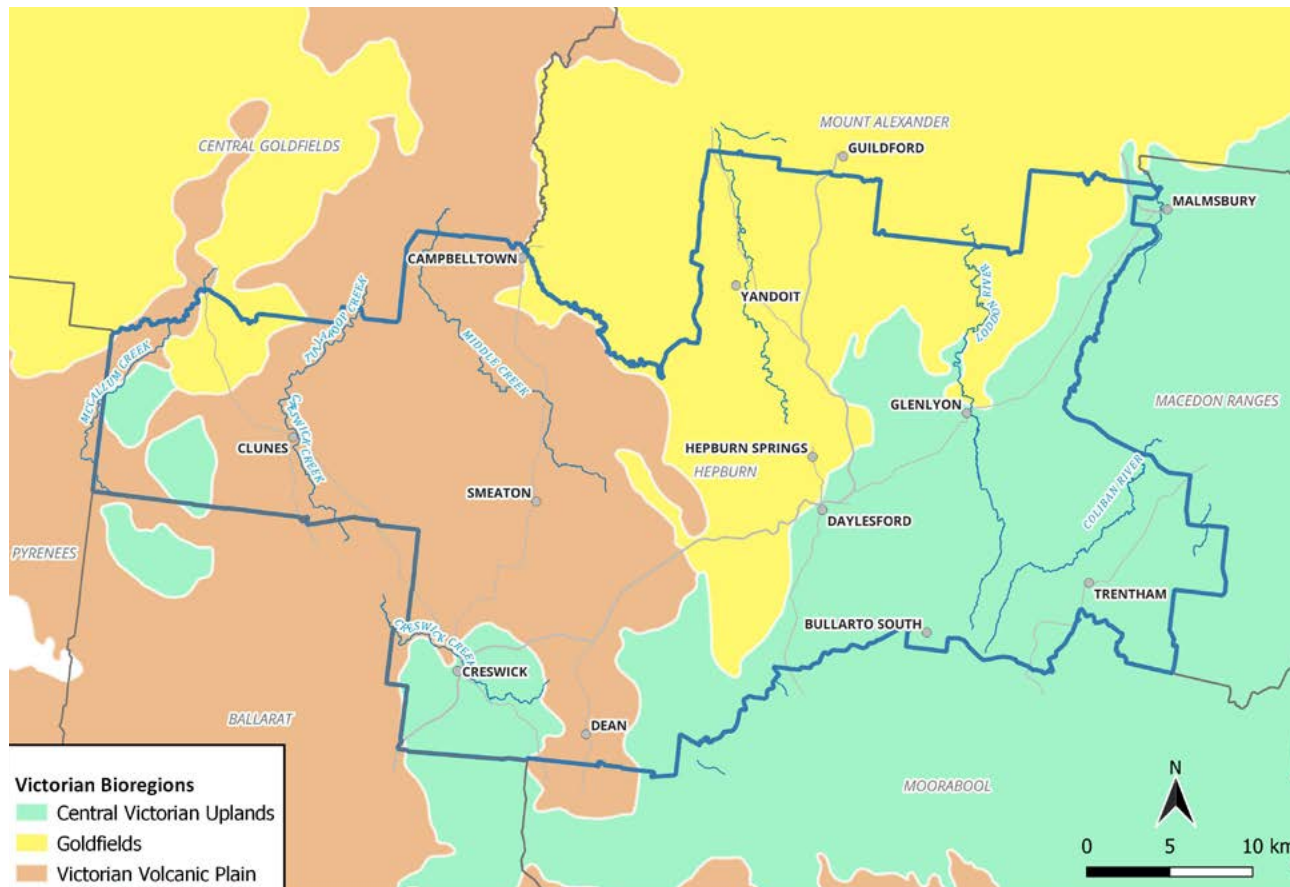 MOUNT ALEXANDER
CENTRAL GOLDFIELDS
GUILDFORD
MALMSBURY
CAMPBELLTOWN
YANDOIT
LODDON RIVER
MIDDLE CREEK
MCCALLUM CREEK
MACEDON RANGES
GLENLYON
CRESWICK CREEK
CLUNES
HEPBURN SPRINGS
HEPBURN
SMEATON
COLIBAN RIVER
DAYLESFORD
PYRENEES
TRENTHAM
BULLARTO SOUTH
CRESWICK CREEK
CRESWICK
BALLARAT
DEAN
MOORABOOL
Victorian Bioregions
Central Victorian Uplands
Goldfields
Victorian Volcanic Plain
N
0 5 10 km